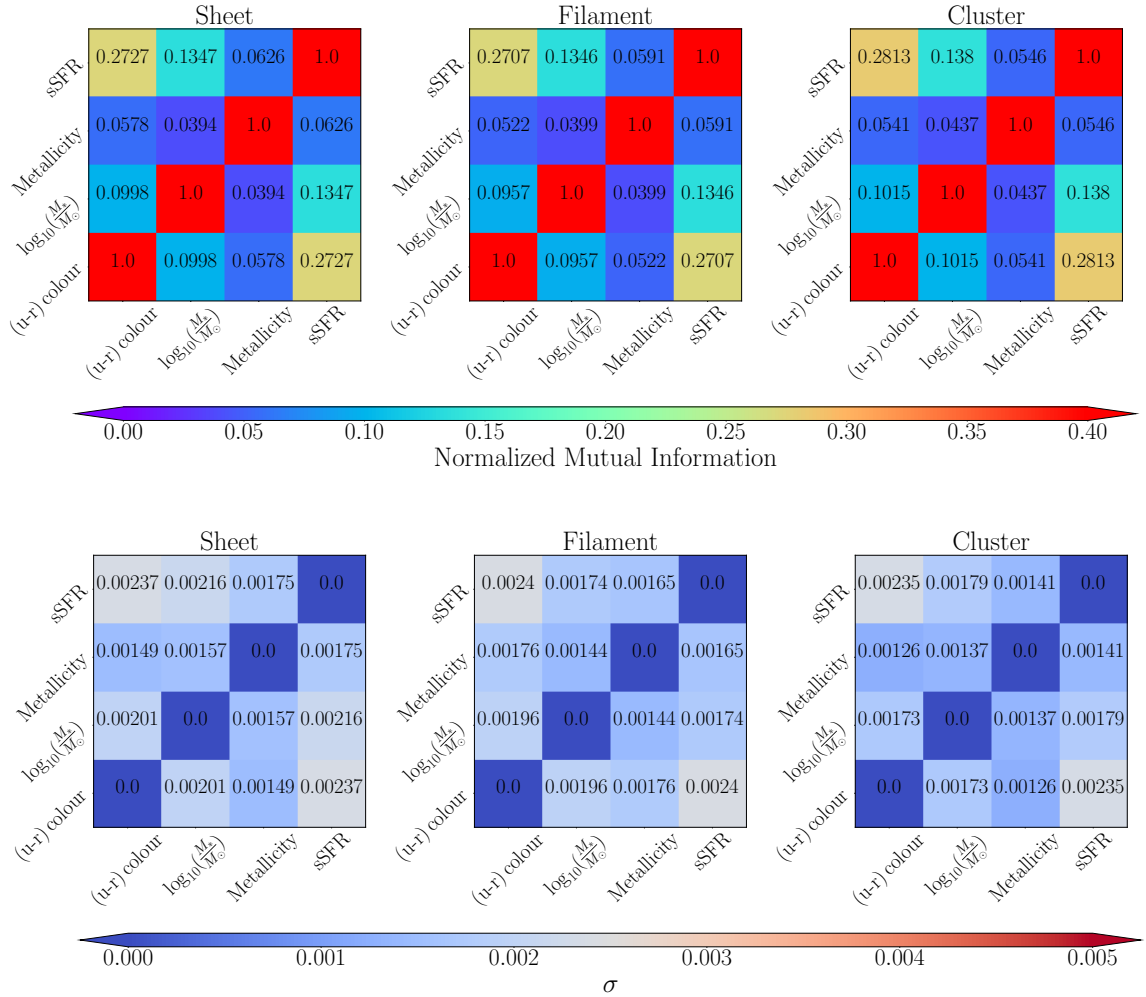 Sheet Filament Cluster
sSFR 0.2727 0.1347 0.0626 1.0 sSFR 0.2707 0.1346 0.0591 1.0 sSFR 0.2813 0.138 0.0546 1.0
Metallicity 0.0578 0.0394 1.0 0.0626 Metallicity 0.0522 0.0399 1.0 0.0591 Metallicity 0.0541 0.0437 1.0 0.0546
log₁₀(M⋆/M⊙) 0.0998 1.0 0.0394 0.1347 log₁₀(M⋆/M⊙) 0.0957 1.0 0.0399 0.1346 log₁₀(M⋆/M⊙) 0.1015 1.0 0.0437 0.138
(u-r) colour 1.0 0.0998 0.0578 0.2727 (u-r) colour 1.0 0.0957 0.0522 0.2707 (u-r) colour 1.0 0.1015 0.0541 0.2813
(u-r) colour log₁₀(M⋆/M⊙) Metallicity sSFR (u-r) colour log₁₀(M⋆/M⊙) Metallicity sSFR (u-r) colour log₁₀(M⋆/M⊙) Metallicity sSFR
0.00 0.05 0.10 0.15 0.20 0.25 0.30 0.35 0.40
Normalized Mutual Information
Sheet Filament Cluster
sSFR 0.00237 0.00216 0.00175 0.0 sSFR 0.0024 0.00174 0.00165 0.0 sSFR 0.00235 0.00179 0.00141 0.0
Metallicity 0.00149 0.00157 0.0 0.00175 Metallicity 0.00176 0.00144 0.0 0.00165 Metallicity 0.00126 0.00137 0.0 0.00141
log₁₀(M⋆/M⊙) 0.00201 0.0 0.00157 0.00216 log₁₀(M⋆/M⊙) 0.00196 0.0 0.00144 0.00174 log₁₀(M⋆/M⊙) 0.00173 0.0 0.00137 0.00179
(u-r) colour 0.0 0.00201 0.00149 0.00237 (u-r) colour 0.0 0.00196 0.00176 0.0024 (u-r) colour 0.0 0.00173 0.00126 0.00235
(u-r) colour log₁₀(M⋆/M⊙) Metallicity sSFR (u-r) colour log₁₀(M⋆/M⊙) Metallicity sSFR (u-r) colour log₁₀(M⋆/M⊙) Metallicity sSFR
0.000 0.001 0.002 0.003 0.004 0.005
σ